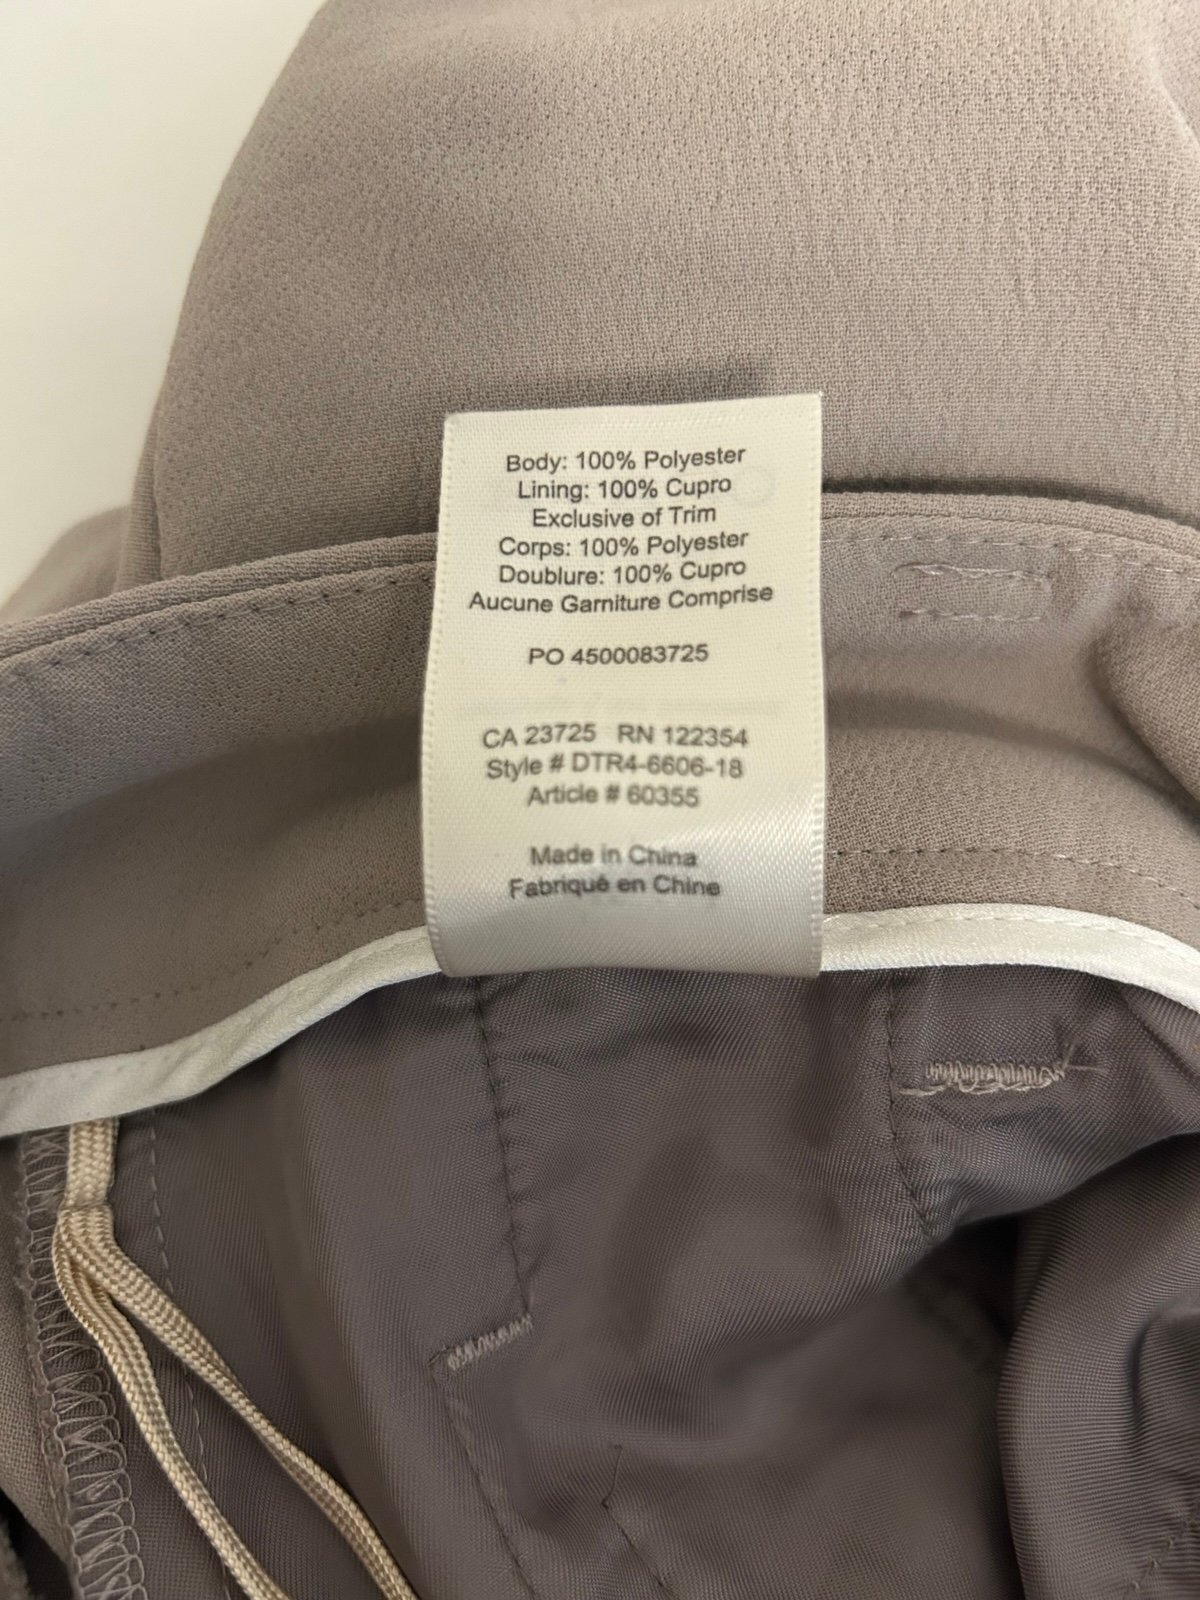 Body: 100% Polyester
Lining: 100% Cupro
Exclusive of Trim
Corps: 100% Polyester
Doublure: 100% Cupro
Aucune Garniture Comprise
PO 4500083725
CA 23725 RN 122354
Style # DTR4-6606-18
Article # 60355
Made in China
Fabriqué en Chine